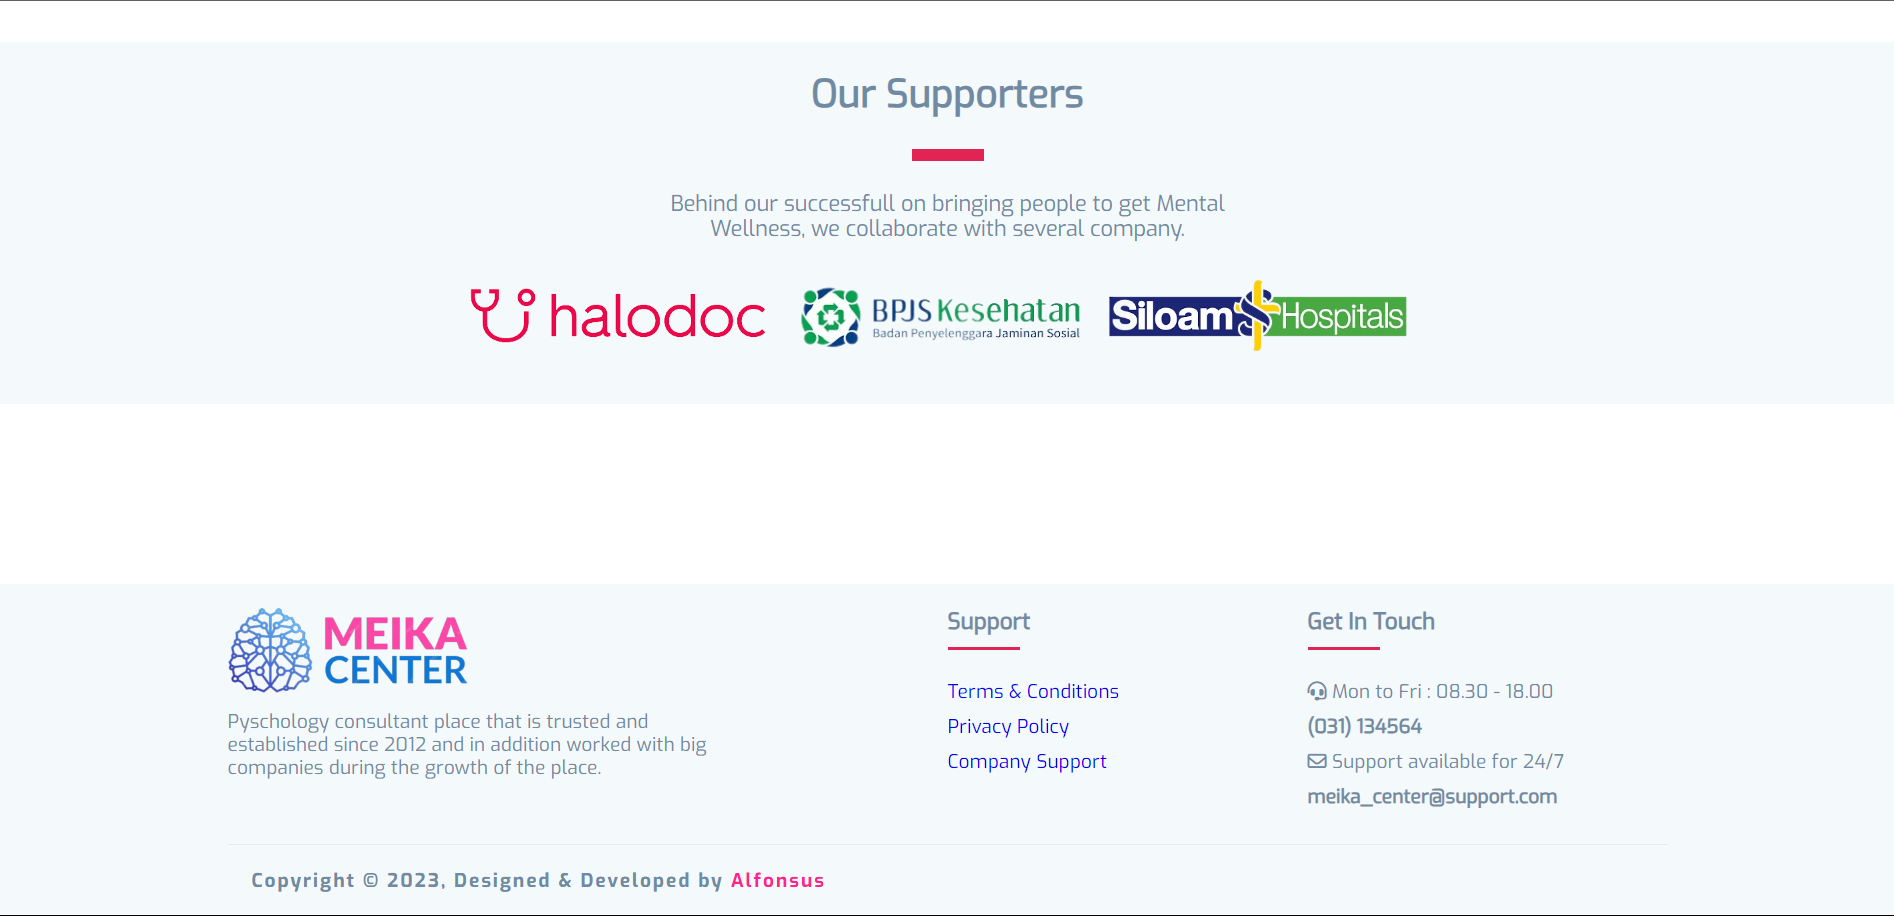 Our Supporters
Behind our successfull on bringing people to get Mental
Wellness, we collaborate with several company.
halodoc
BPJS Kesehatan
Badan Penyelenggara Jaminan Sosial
Siloam Hospitals
MEIKA
CENTER
Pyschology consultant place that is trusted and
established since 2012 and in addition worked with big
companies during the growth of the place.
Support
Terms & Conditions
Privacy Policy
Company Support
Get In Touch
Mon to Fri : 08.30 - 18.00
(031) 134564
Support available for 24/7
meika_center@support.com
Copyright © 2023, Designed & Developed by Alfonsus